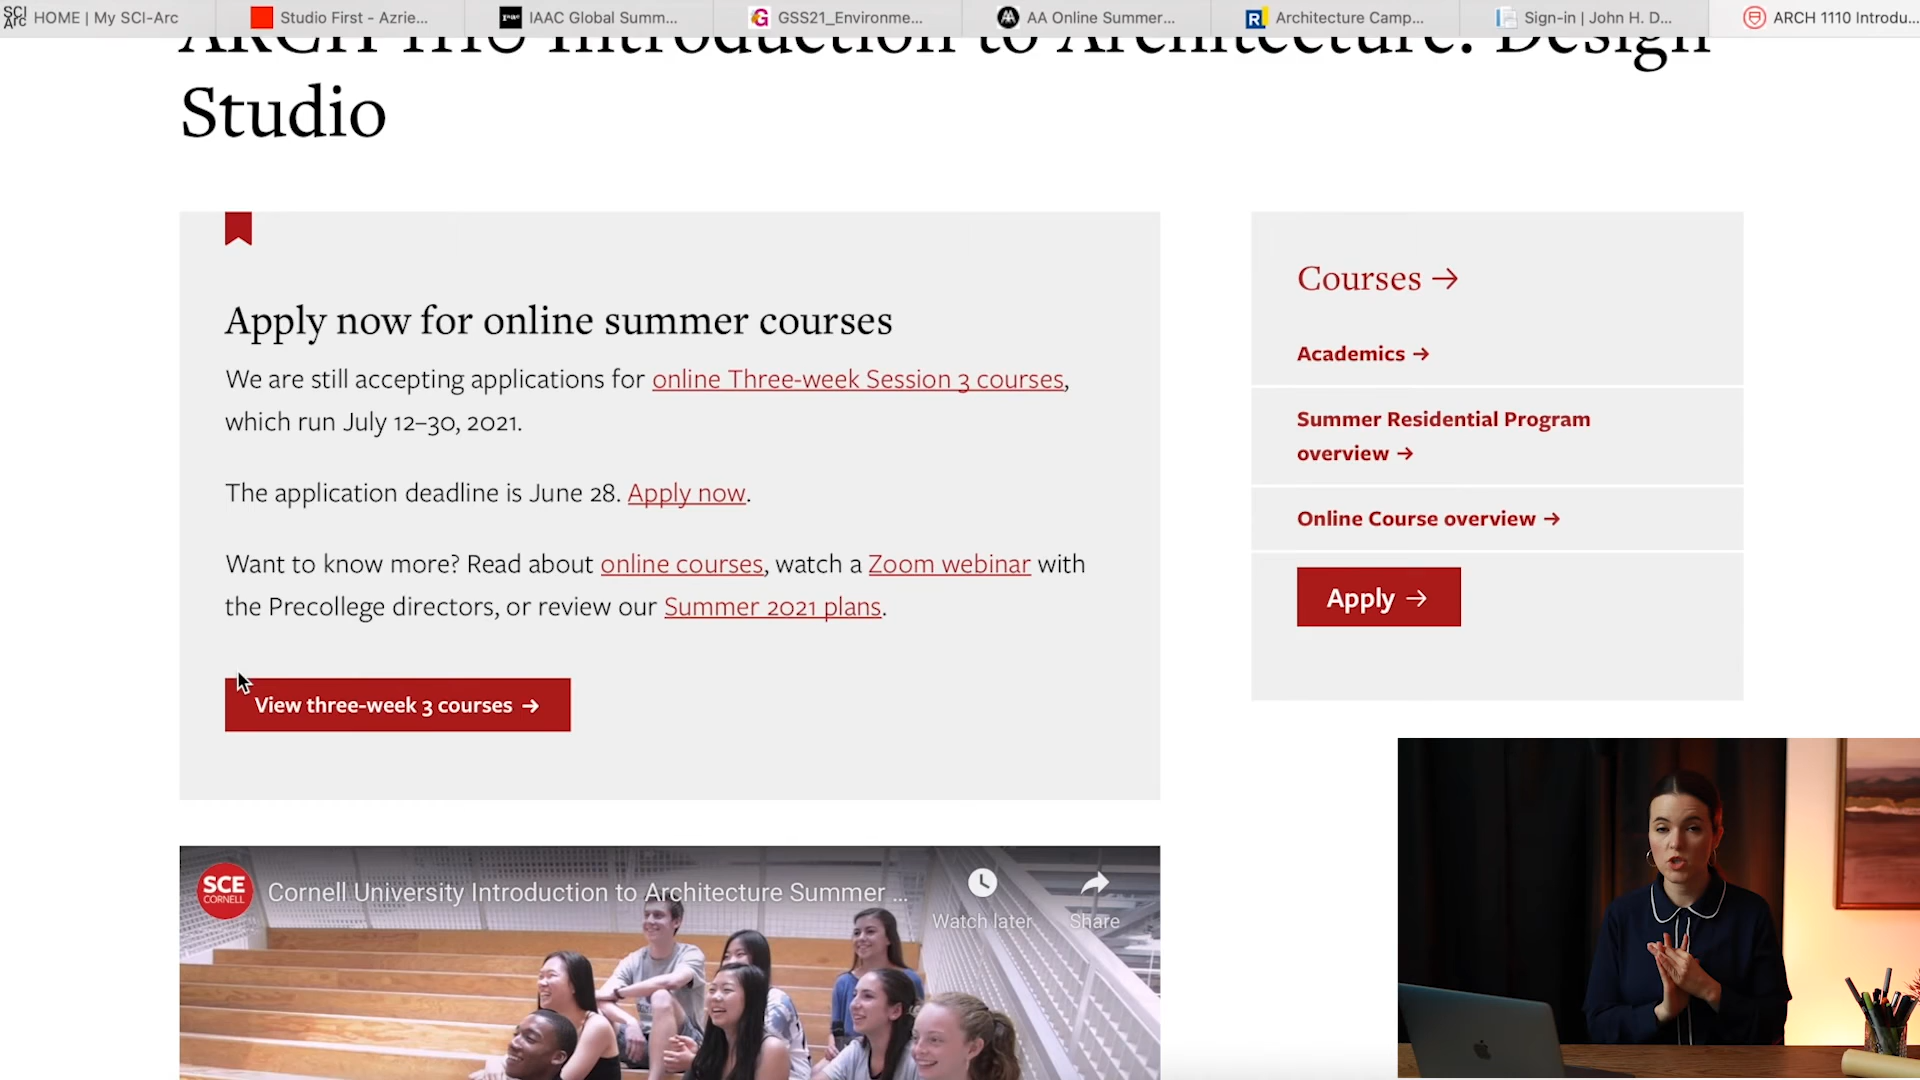 SCI
Arc
HOME | My SCI-Arc
Studio First - Azrie...
IAAC Global Summ...
GSS21_Environme...
AA Online Summer...
Architecture Camp...
Sign-in | John H. D...
ARCH 1110 Introdu...
ARCH 1110 Introduction to Architecture: Design
Studio
Apply now for online summer courses
We are still accepting applications for online Three-week Session 3 courses,
which run July 12–30, 2021.
The application deadline is June 28. Apply now.
Want to know more? Read about online courses, watch a Zoom webinar with
the Precollege directors, or review our Summer 2021 plans.
View three-week 3 courses →
Courses →
Academics →
Summer Residential Program
overview →
Online Course overview →
Apply →
SCE
CORNELL
Cornell University Introduction to Architecture Summer ...
Watch later
Share